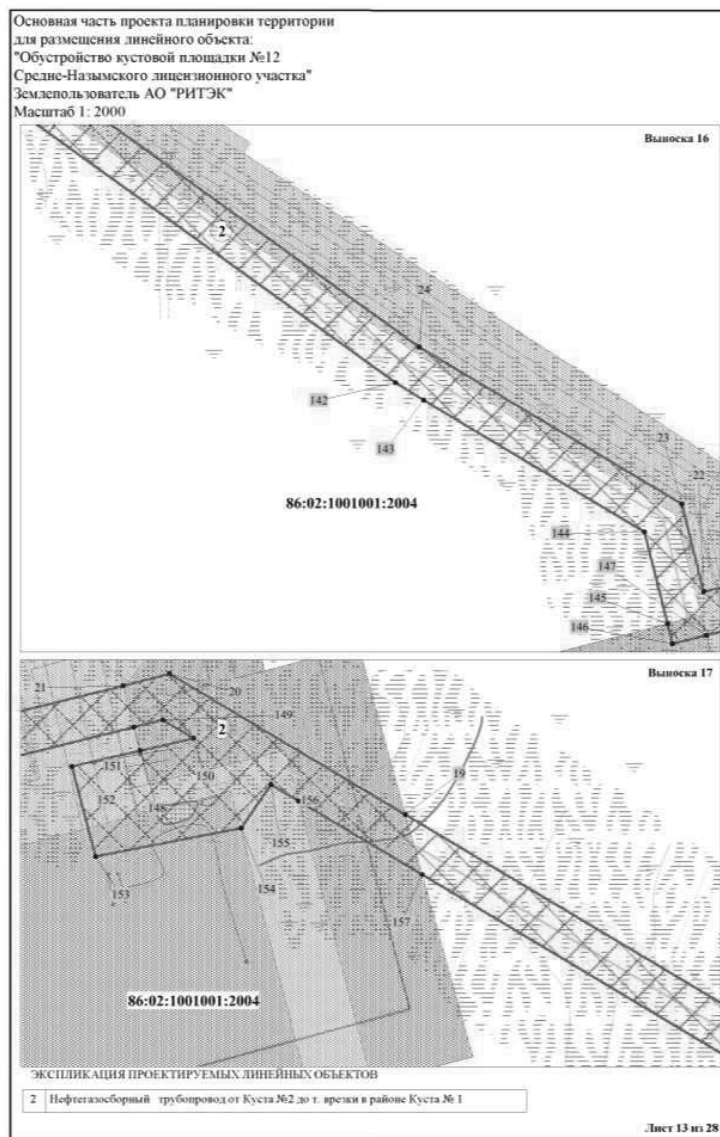 Основная часть проекта планировки территории
для размещения линейного объекта:
"Обустройство кустовой площадки №12
Средне-Назымского лицензионного участка"
Землепользователь АО "РИТЭК"
Масштаб 1: 2000
Выноска 16
2
24
142
143
23
22
86:02:1001001:2004
144
147
145
146
Выноска 17
21
20
149
2
19
151
150
152
148
156
155
153
154
157
86:02:1001001:2004
ЭКСПЛИКАЦИЯ ПРОЕКТИРУЕМЫХ ЛИНЕЙНЫХ ОБЪЕКТОВ
2 Нефтегазосборный трубопровод от Куста №2 до т. врезки в районе Куста № 1
Лист 13 из 28